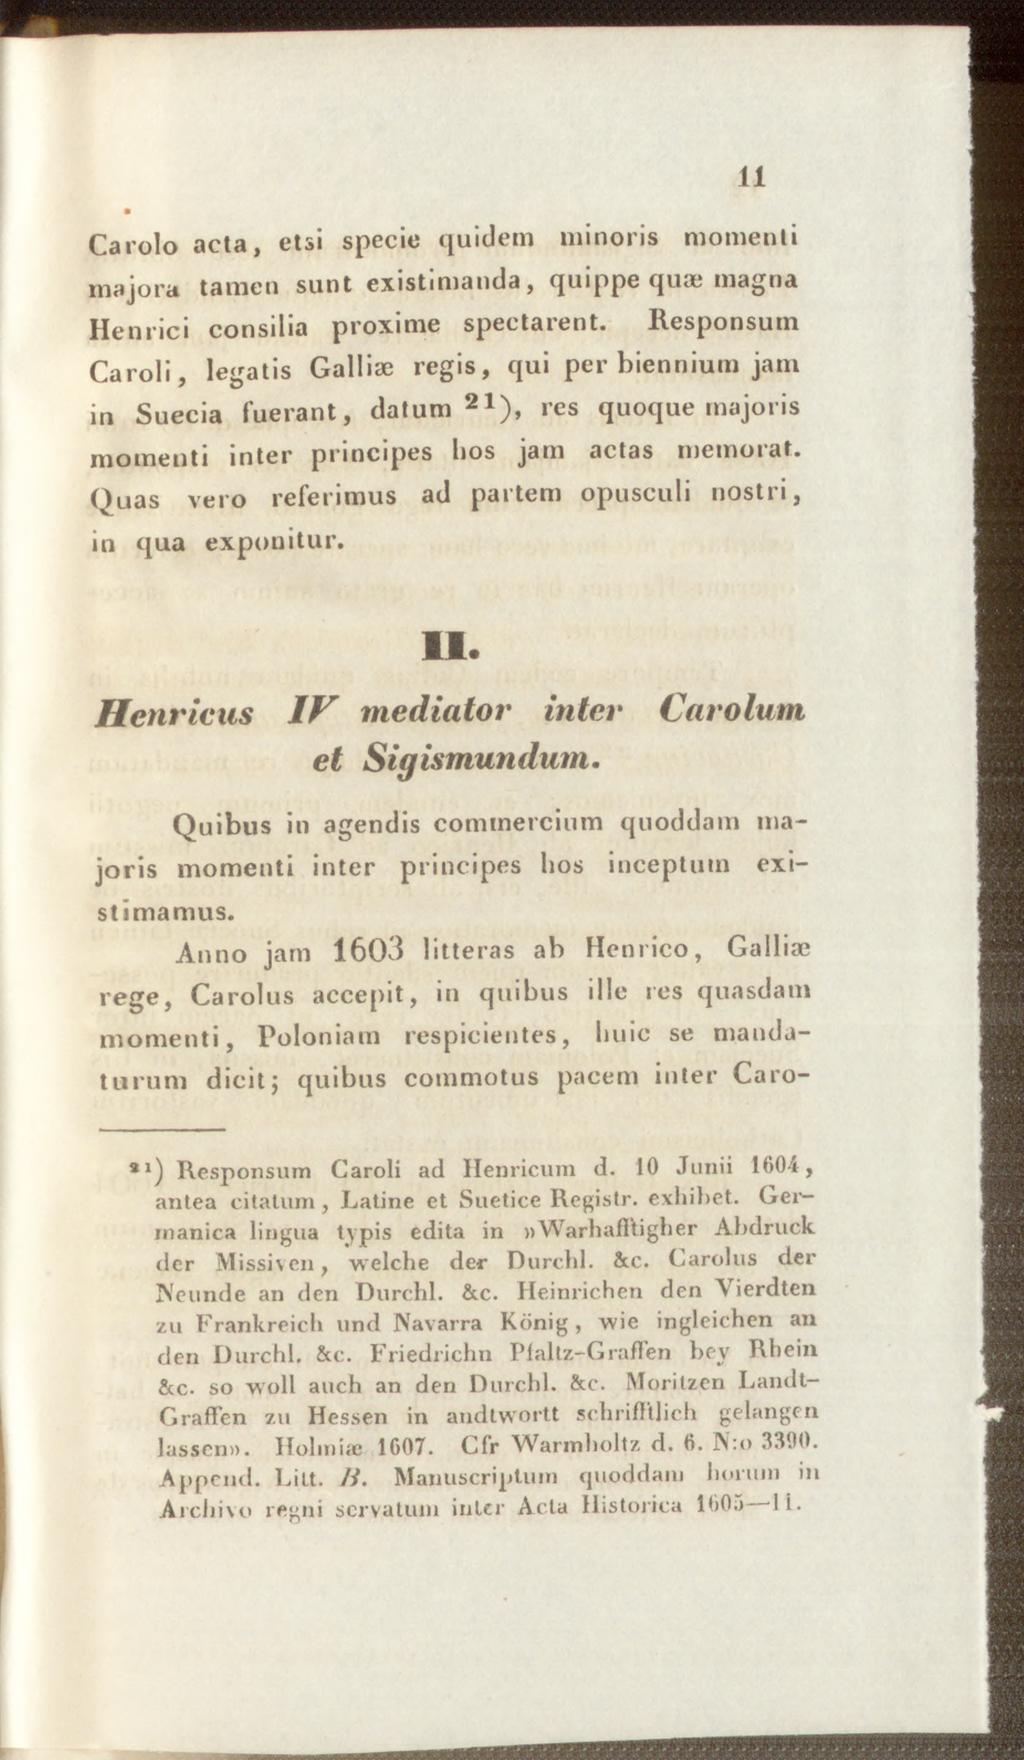 11
Carolo acta, etsi specie quidem minoris momenti
majora tamen sunt existimanda, quippe quæ magna
Henrici consilia proxime spectarent. Responsum
Caroli, legatis Galliæ regis, qui per biennium jam
in Suecia fuerant, datum 21), res quoque majoris
momenti inter principes hos jam actas memorat.
Quas vero referimus ad partem opusculi nostri,
in qua exponitur.
II.
Henricus IV mediator inter Carolum
et Sigismundum.
Quibus in agendis commercium quoddam ma-
joris momenti inter principes hos inceptum exi-
stimamus.
Anno jam 1603 litteras ab Henrico, Galliæ
rege, Carolus accepit, in quibus ille res quasdam
momenti, Poloniam respicientes, huic se manda-
turum dicit; quibus commotus pacem inter Caro-
21) Responsum Caroli ad Henricum d. 10 Junii 1604,
antea citatum, Latine et Suetice Registr. exhibet. Ger-
manica lingua typis edita in »Warhafftigher Abdruck
der Missiven, welche der Durchl. &c. Carolus der
Neunde an den Durchl. &c. Heinrichen den Vierdten
zu Frankreich und Navarra König, wie ingleichen an
den Durchl. &c. Friedrichn Pfaltz-Graffen bey Rhein
&c. so woll auch an den Durchl. &c. Moritzen Landt-
Graffen zu Hessen in andtwortt schrifftlich gelangen
lassen». Holmiæ 1607. Cfr Warmholtz d. 6. N:o 3390.
Append. Litt. B. Manuscriptum quoddam horum in
Archivo regni servatum inter Acta Historica 1605—11.